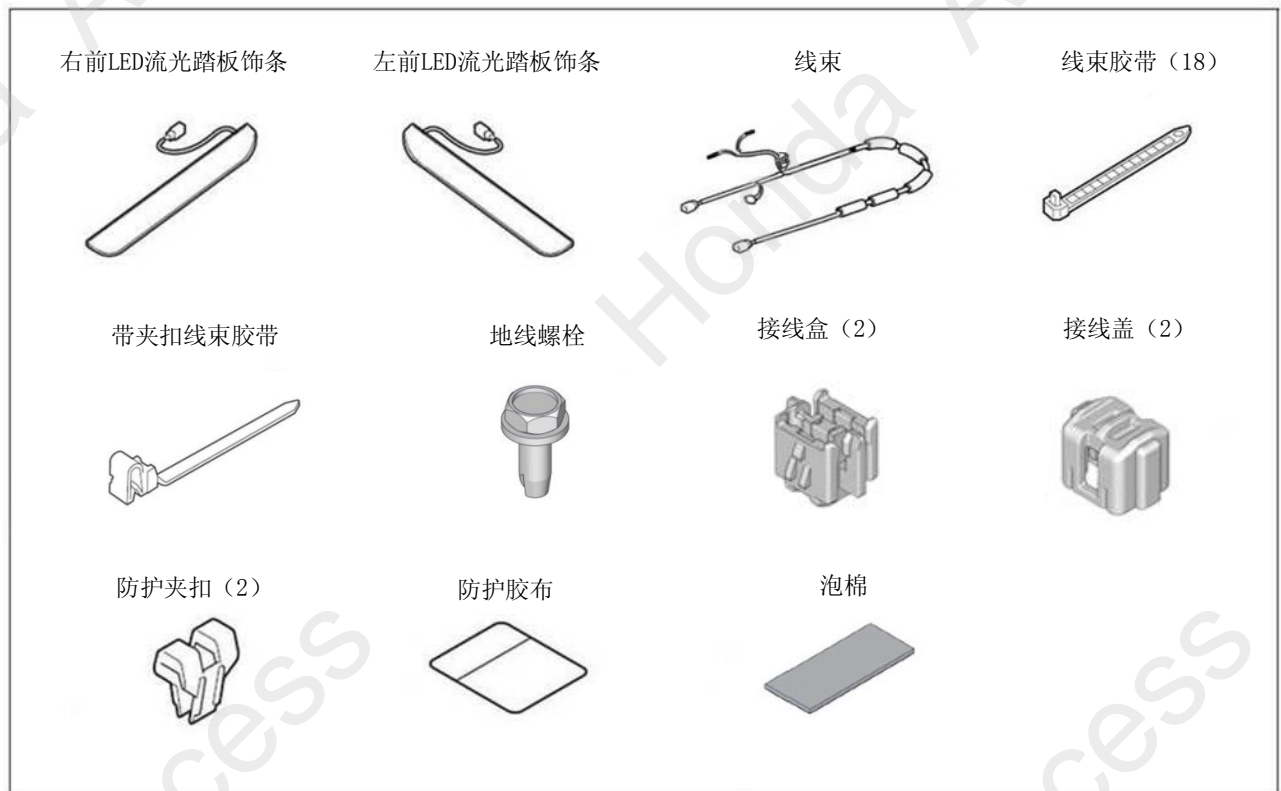 右前LED流光踏板饰条
左前LED流光踏板饰条
线束
线束胶带（18）
带夹扣线束胶带
地线螺栓
接线盒（2）
接线盖（2）
防护夹扣（2）
防护胶布
泡棉
Honda
A
A
a
ccess
ccess